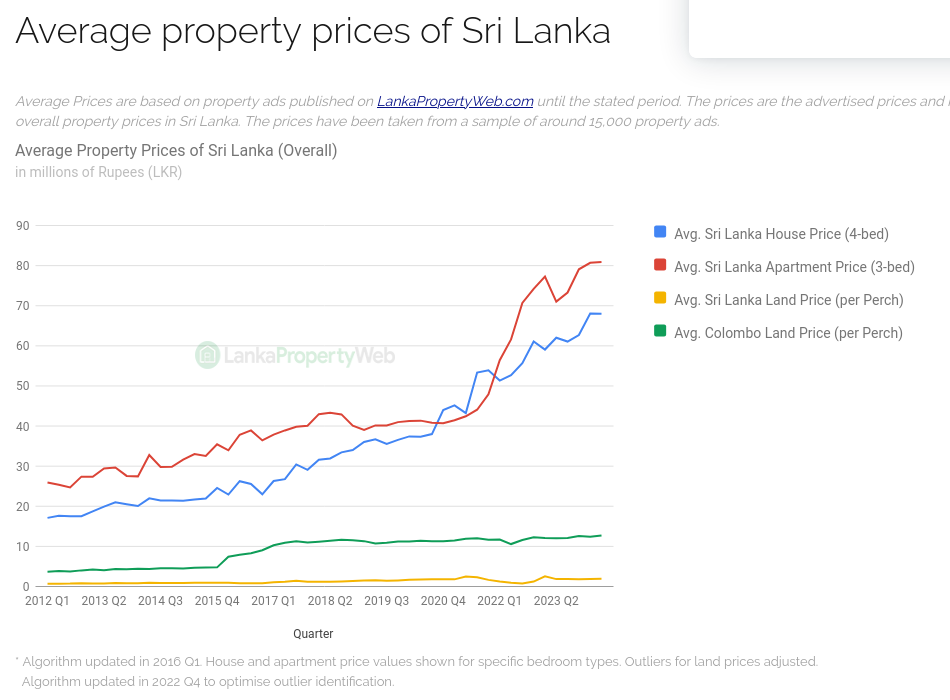 Average property prices of Sri Lanka
Average Prices are based on property ads published on LankaPropertyWeb.com until the stated period. The prices are the advertised prices and
overall property prices in Sri Lanka. The prices have been taken from a sample of around 15,000 property ads.
Average Property Prices of Sri Lanka (Overall)
in millions of Rupees (LKR)
90
80
70
60
50
40
30
20
10
0
LankaPropertyWeb
Avg. Sri Lanka House Price (4-bed)
Avg. Sri Lanka Apartment Price (3-bed)
Avg. Sri Lanka Land Price (per Perch)
Avg. Colombo Land Price (per Perch)
2012 Q1 2013 Q2 2014 Q3 2015 Q4 2017 Q1 2018 Q2 2019 Q3 2020 Q4 2022 Q1 2023 Q2
Quarter
* Algorithm updated in 2016 Q1. House and apartment price values shown for specific bedroom types. Outliers for land prices adjusted.
Algorithm updated in 2022 Q4 to optimise outlier identification.